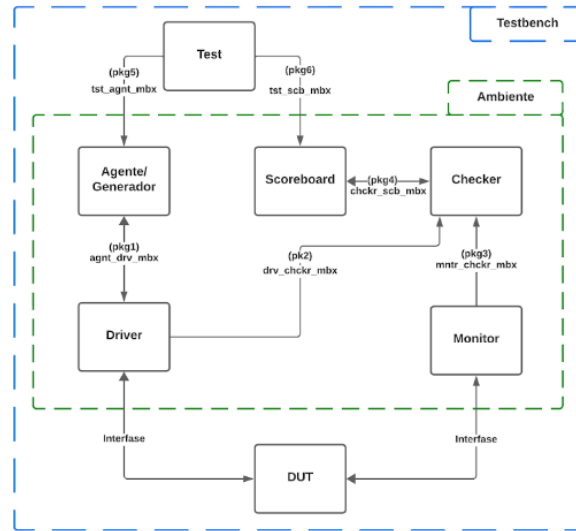 Testbench
Test
(pkg5)
tst_agnt_mbx
(pkg6)
tst_scb_mbx
Ambiente
Agente/
Generador
Scoreboard
(pkg4)
chckr_scb_mbx
Checker
(pkg1)
agnt_drv_mbx
(pk2)
drv_chckr_mbx
(pkg3)
mntr_chckr_mbx
Driver
Monitor
Interfase
Interfase
DUT